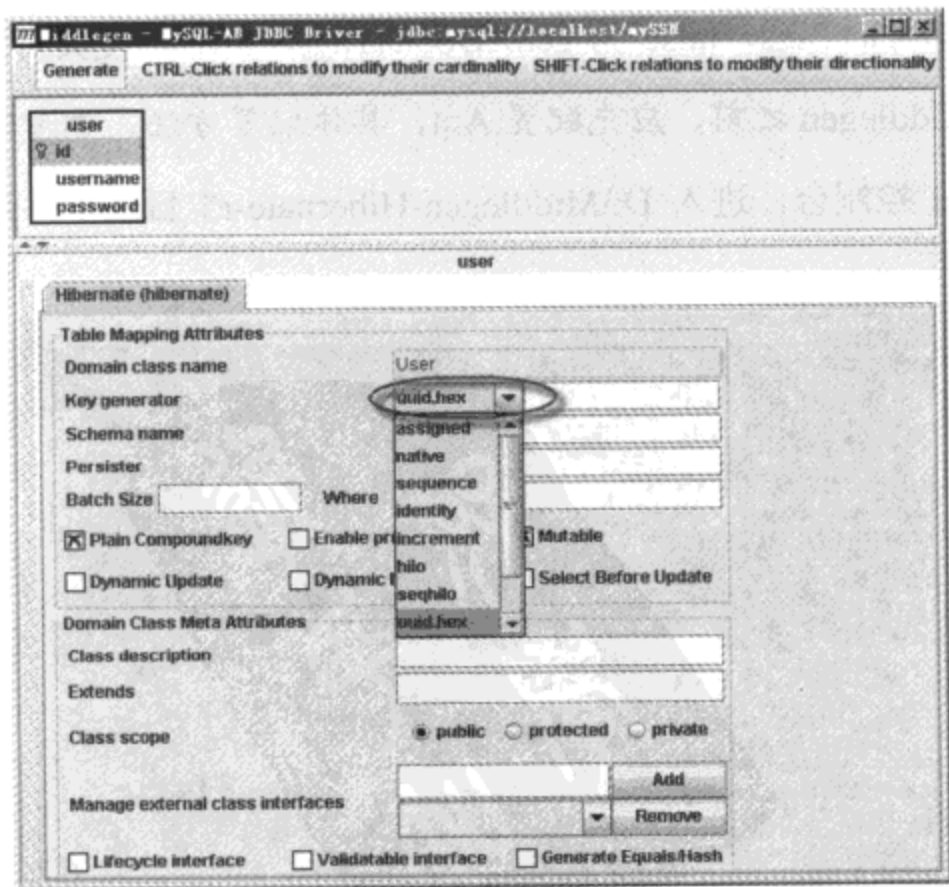 Middlegen - MySQL-AB JDBC Driver - jdbc:mysql://localhost/mySSH
Generate CTRL-Click relations to modify their cardinality SHIFT-Click relations to modify their directionality
user
id
username
password
user
Hibernate (hibernate)
Table Mapping Attributes
Domain class name User
Key generator uuid.hex
assigned
Schema name
native
Persister
sequence
Batch Size Where
identity
Plain Compoundkey Enable pr increment Mutable
hilo
Dynamic Update Dynamic Select Before Update
seqhilo
uuid.hex
Domain Class Meta Attributes
Class description
Extends
Class scope public protected private
Add
Manage external class interfaces
Remove
Lifecycle interface Validatable interface Generate Equals/Hash